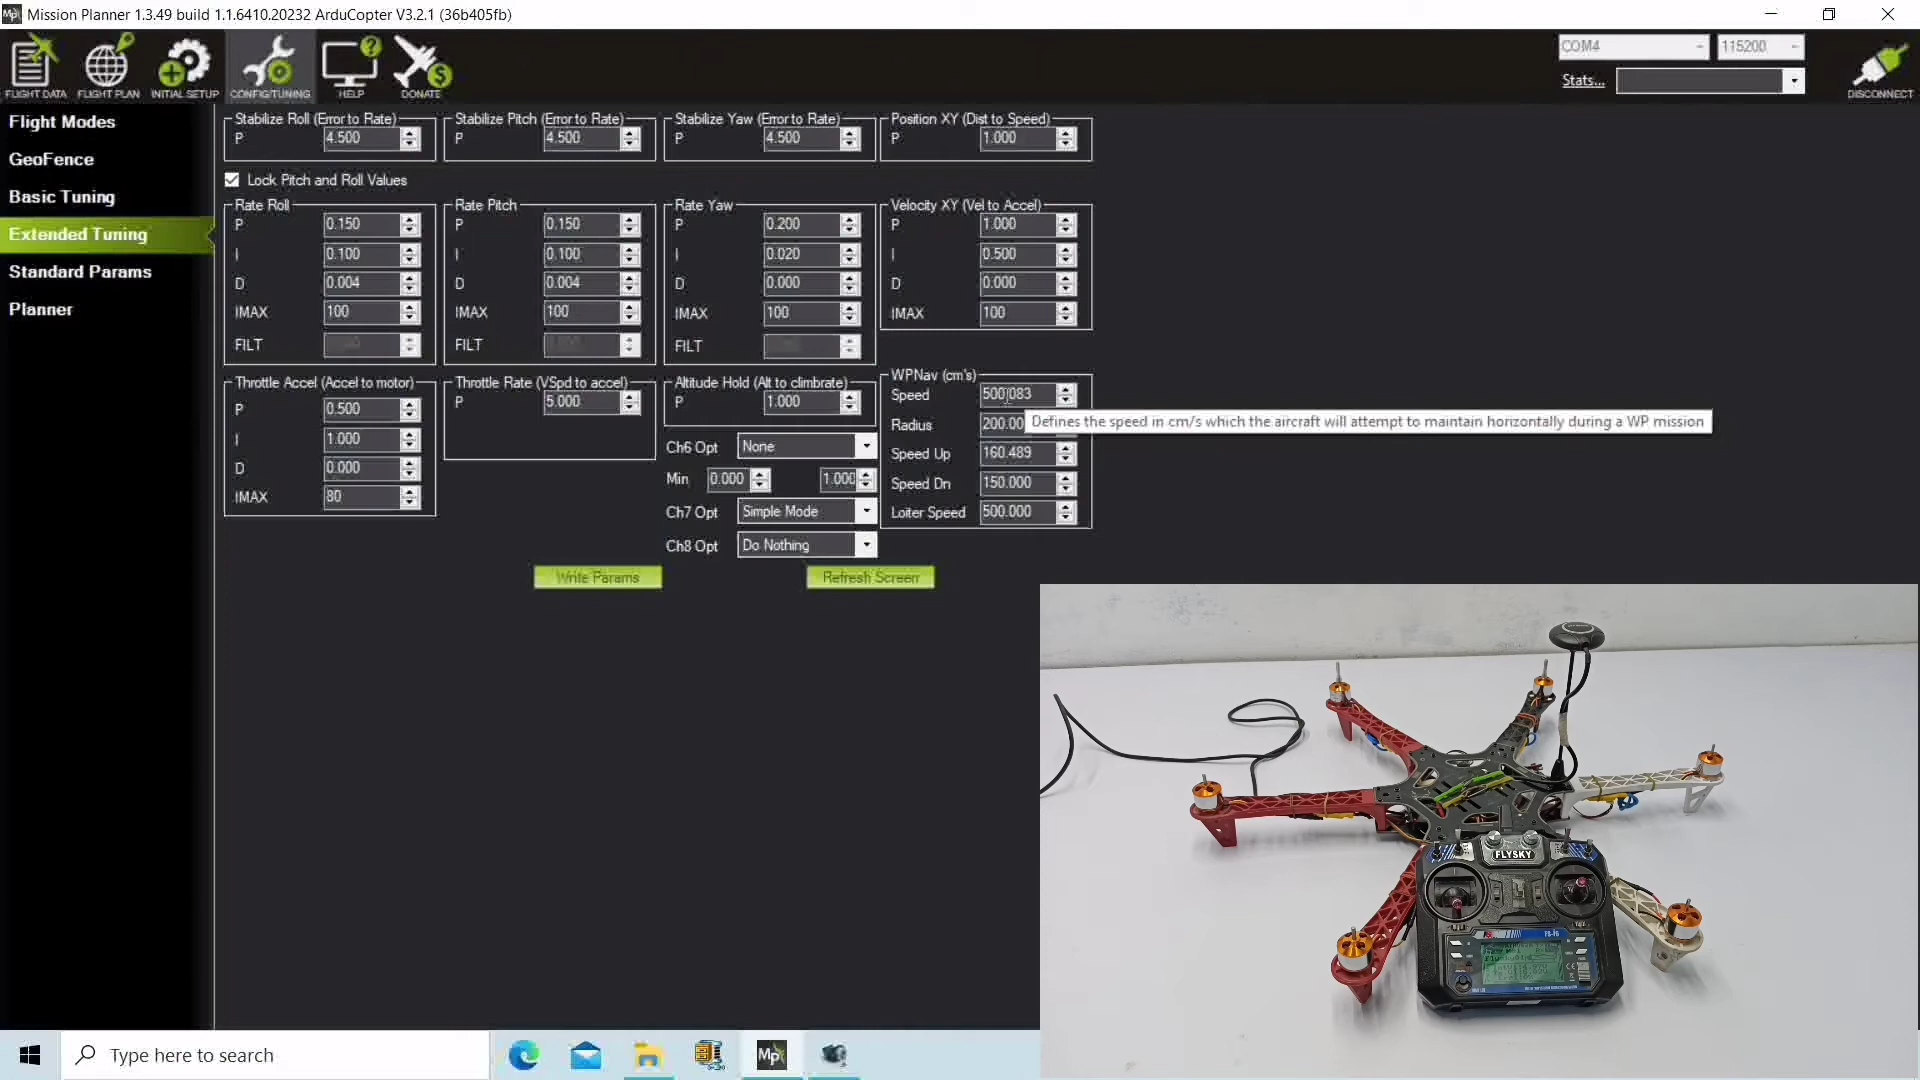 Mission Planner 1.3.49 build 1.1.6410.20232 ArduCopter V3.2.1 (36b405fb)
FLIGHT DATA FLIGHT PLAN INITIAL SETUP CONFIG/TUNING HELP DONATE
COM4 115200
Stats...
DISCONNECT
Flight Modes
GeoFence
Basic Tuning
Extended Tuning
Standard Params
Planner
Stabilize Roll (Error to Rate)
P 4.500
Stabilize Pitch (Error to Rate)
P 4.500
Stabilize Yaw (Error to Rate)
P 4.500
Position XY (Dist to Speed)
P 1.000
Lock Pitch and Roll Values
Rate Roll
P 0.150
I 0.100
D 0.004
IMAX 100
FILT
Rate Pitch
P 0.150
I 0.100
D 0.004
IMAX 100
FILT
Rate Yaw
P 0.200
I 0.020
D 0.000
IMAX 100
FILT
Velocity XY (Vel to Accel)
P 1.000
I 0.500
D 0.000
IMAX 100
Throttle Accel (Accel to motor)
P 0.500
I 1.000
D 0.000
IMAX 80
Throttle Rate (VSpd to accel)
P 5.000
Altitude Hold (Alt to climbrate)
P 1.000
Ch6 Opt None
Min 0.000 1.000
Ch7 Opt Simple Mode
Ch8 Opt Do Nothing
WPNav (cm's)
Speed 500.083
Radius 200.00
Defines the speed in cm/s which the aircraft will attempt to maintain horizontally during a WP mission
Speed Up 160.489
Speed Dn 150.000
Loiter Speed 500.000
Write Params
Refresh Screen
FLYSKY
FS-i6
Type here to search
Mp